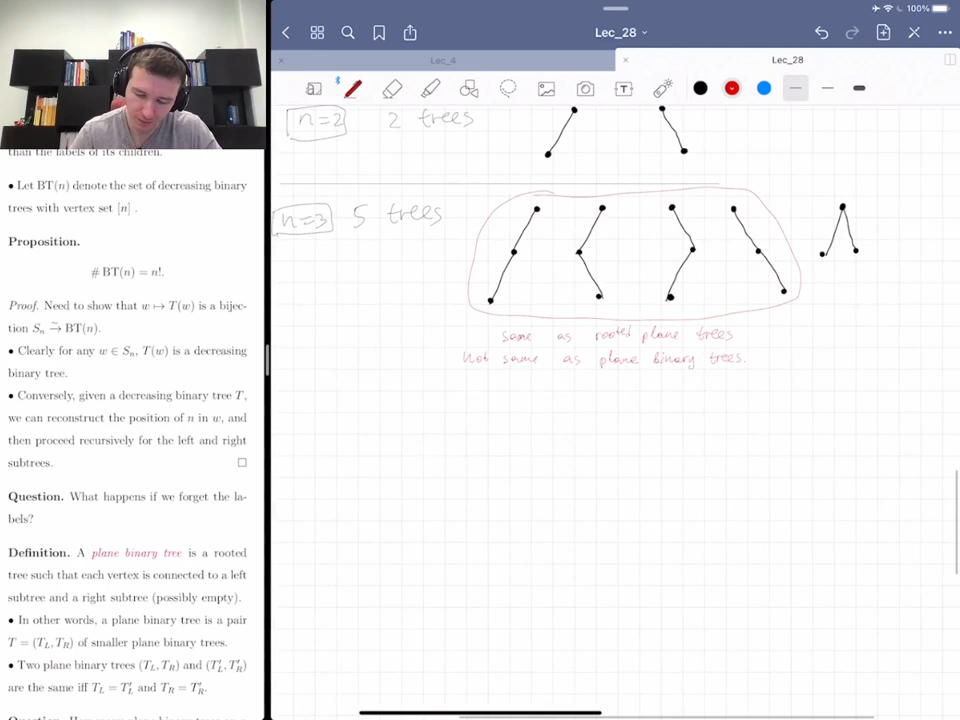 100%
Lec_28
Lec_4
Lec_28
than the labels of its children.
• Let BT(n) denote the set of decreasing binary
trees with vertex set [n] .
Proposition.
# BT(n) = n!.
Proof. Need to show that w ↦ T(w) is a bijec-
tion Sₙ →~ BT(n).
• Clearly for any w ∈ Sₙ, T(w) is a decreasing
binary tree.
• Conversely, given a decreasing binary tree T,
we can reconstruct the position of n in w, and
then proceed recursively for the left and right
subtrees. □
Question. What happens if we forget the la-
bels?
Definition. A plane binary tree is a rooted
tree such that each vertex is connected to a left
subtree and a right subtree (possibly empty).
• In other words, a plane binary tree is a pair
T = (T_L, T_R) of smaller plane binary trees.
• Two plane binary trees (T_L, T_R) and (T′_L, T′_R)
are the same iff T_L = T′_L and T_R = T′_R.
n=2 2 trees
n=3 5 trees
same as rooted plane trees
not same as plane binary trees.